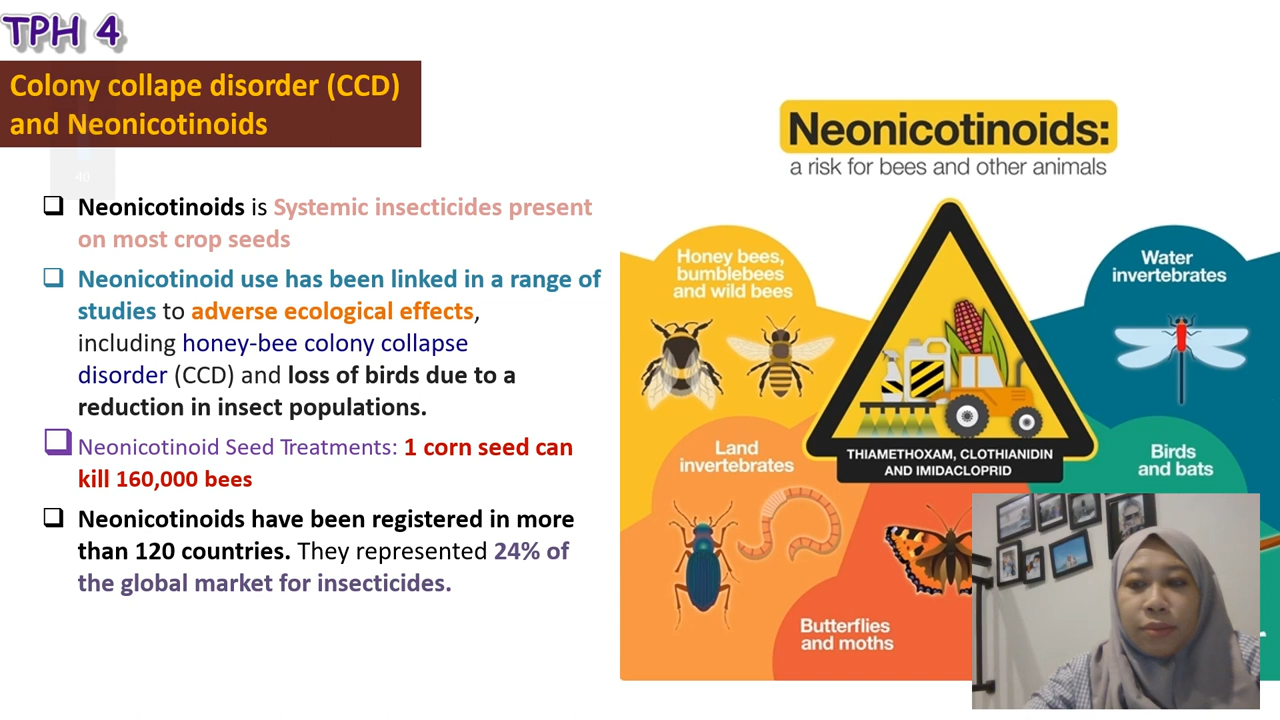 TPH 4
Colony collape disorder (CCD)
and Neonicotinoids
40
Neonicotinoids is Systemic insecticides present
on most crop seeds
Neonicotinoid use has been linked in a range of
studies to adverse ecological effects,
including honey-bee colony collapse
disorder (CCD) and loss of birds due to a
reduction in insect populations.
Neonicotinoid Seed Treatments: 1 corn seed can
kill 160,000 bees
Neonicotinoids have been registered in more
than 120 countries. They represented 24% of
the global market for insecticides.
Neonicotinoids:
a risk for bees and other animals
Honey bees,
bumblebees
and wild bees
Water
invertebrates
Land
invertebrates
THIAMETHOXAM, CLOTHIANIDIN
AND IMIDACLOPRID
Birds
and bats
Butterflies
and moths